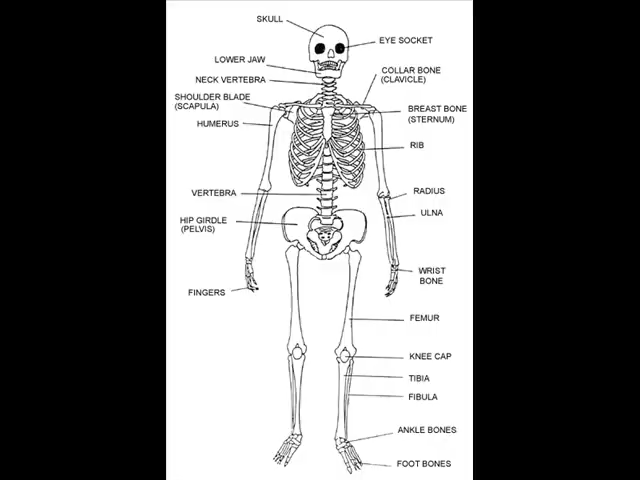 SKULL
EYE SOCKET
LOWER JAW
COLLAR BONE
(CLAVICLE)
NECK VERTEBRA
SHOULDER BLADE
(SCAPULA)
BREAST BONE
(STERNUM)
HUMERUS
RIB
VERTEBRA
RADIUS
ULNA
HIP GIRDLE
(PELVIS)
WRIST
BONE
FINGERS
FEMUR
KNEE CAP
TIBIA
FIBULA
ANKLE BONES
FOOT BONES